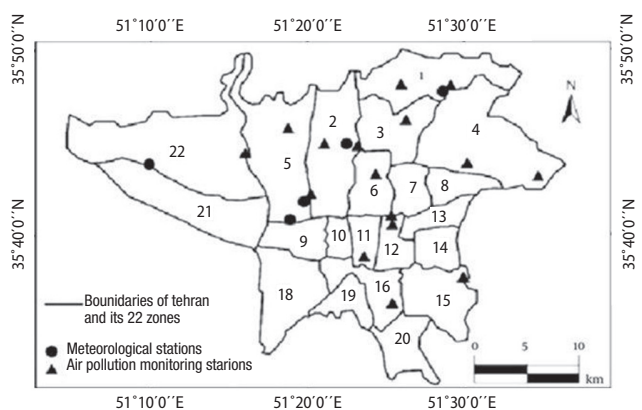 51°10′0′′E 51°20′0′′E 51°30′0′′E
35°50′0′′N 35°50′0′′N
N
1
2
3
4
22
5
6
7
8
21
13
9
10
11
12
14
18
19
16
15
20
35°40′0′′N 35°40′0′′N
Boundaries of tehran
and its 22 zones
Meteorological stations
Air pollution monitoring starions
0 5 10
km
51°10′0′′E 51°20′0′′E 51°30′0′′E